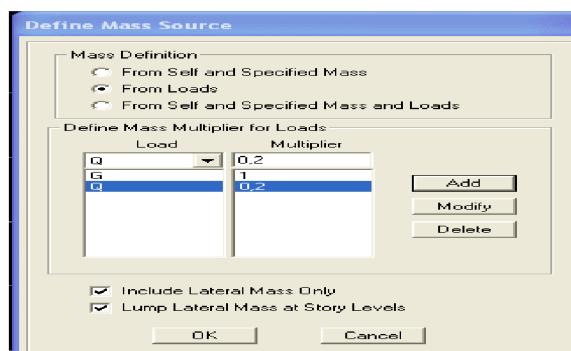 Define Mass Source
Mass Definition
From Self and Specified Mass
From Loads
From Self and Specified Mass and Loads
Define Mass Multiplier for Loads
Load Multiplier
Q 0,2
G 1
Q 0,2
Add
Modify
Delete
Include Lateral Mass Only
Lump Lateral Mass at Story Levels
OK Cancel